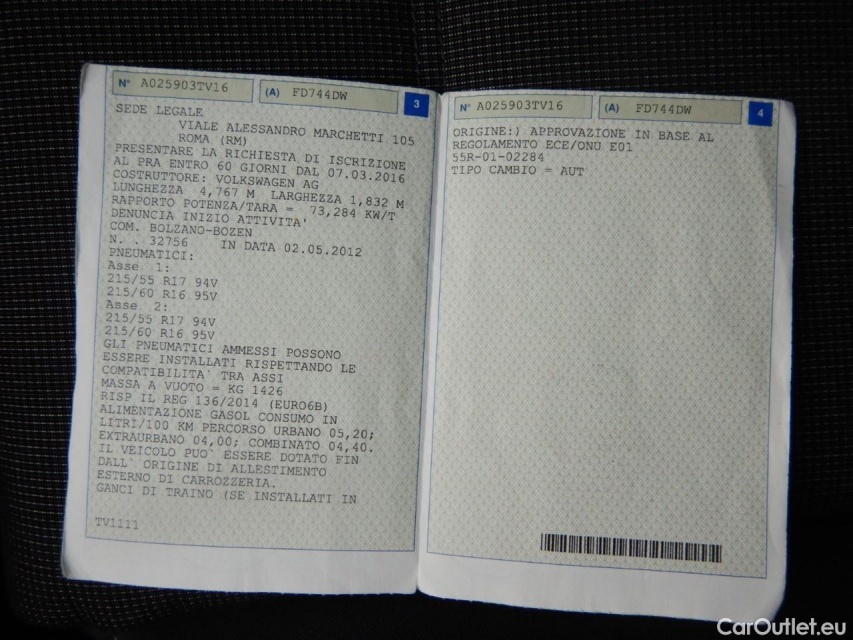 N° A025903TV16 (A) FD744DW 3
SEDE LEGALE
VIALE ALESSANDRO MARCHETTI 105
ROMA (RM)
PRESENTARE LA RICHIESTA DI ISCRIZIONE
AL PRA ENTRO 60 GIORNI DAL 07.03.2016
COSTRUTTORE: VOLKSWAGEN AG
LUNGHEZZA 4,767 M LARGHEZZA 1,832 M
RAPPORTO POTENZA/TARA = 73,284 KW/T
DENUNCIA INIZIO ATTIVITA'
COM. BOLZANO-BOZEN
N. . 32756 IN DATA 02.05.2012
PNEUMATICI:
Asse 1:
215/55 R17 94V
215/60 R16 95V
Asse 2:
215/55 R17 94V
215/60 R16 95V
GLI PNEUMATICI AMMESSI POSSONO
ESSERE INSTALLATI RISPETTANDO LE
COMPATIBILITA` TRA ASSI
MASSA A VUOTO = KG 1426
RISP IL REG 136/2014 (EURO6B)
ALIMENTAZIONE GASOL CONSUMO IN
LITRI/100 KM PERCORSO URBANO 05,20;
EXTRAURBANO 04,00; COMBINATO 04,40.
IL VEICOLO PUO` ESSERE DOTATO FIN
DALL` ORIGINE DI ALLESTIMENTO
ESTERNO DI CARROZZERIA.
GANCI DI TRAINO (SE INSTALLATI IN
TV1111
N° A025903TV16 (A) FD744DW 4
ORIGINE:) APPROVAZIONE IN BASE AL
REGOLAMENTO ECE/ONU E01
55R-01-02284
TIPO CAMBIO = AUT
CarOutlet.eu